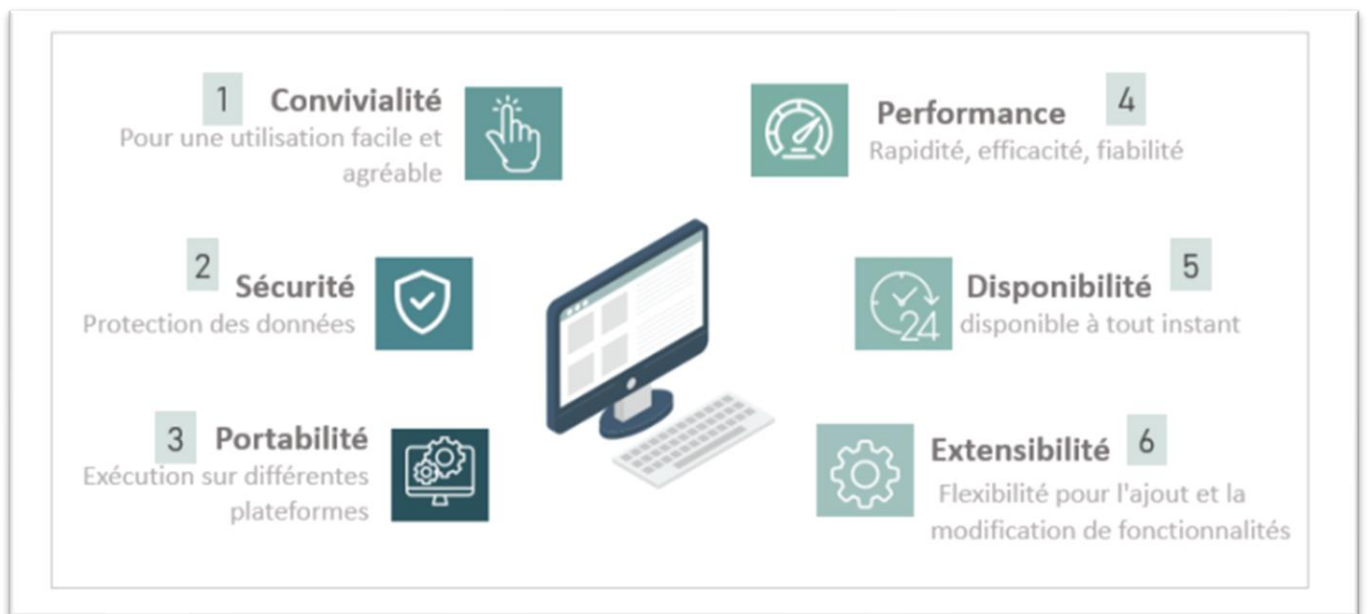 1 Convivialité
Pour une utilisation facile et
agréable
2 Sécurité
Protection des données
3 Portabilité
Exécution sur différentes
plateformes
Performance 4
Rapidité, efficacité, fiabilité
Disponibilité 5
24
disponible à tout instant
Extensibilité 6
Flexibilité pour l'ajout et la
modification de fonctionnalités